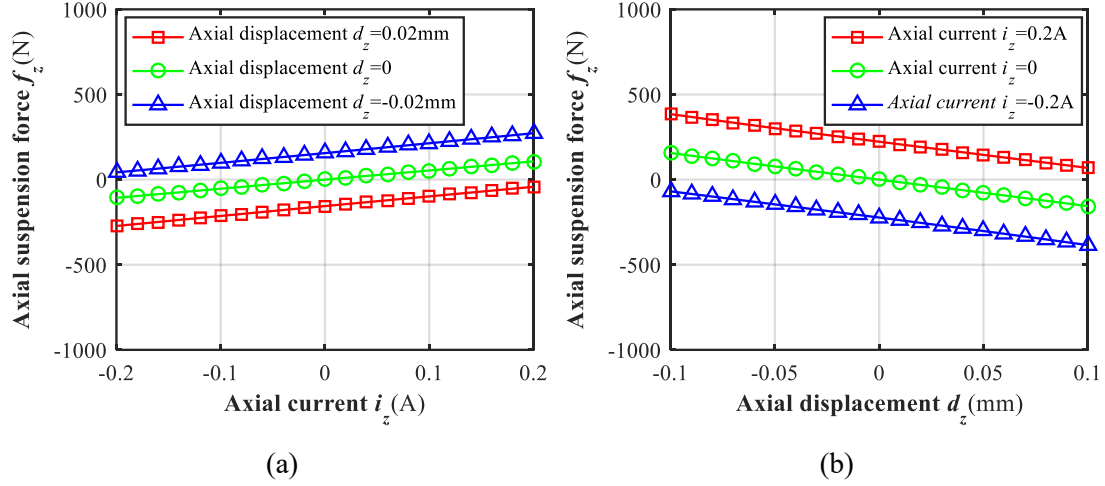 Axial suspension force f_z(N)
1000
500
0
-500
-1000
Axial displacement d_z=0.02mm
Axial displacement d_z=0
Axial displacement d_z=-0.02mm
-0.2
-0.1
0
0.1
0.2
Axial current i_z(A)
(a)
Axial suspension force f_z(N)
1000
500
0
-500
-1000
Axial current i_z=0.2A
Axial current i_z=0
Axial current i_z=-0.2A
-0.1
-0.05
0
0.05
0.1
Axial displacement d_z(mm)
(b)